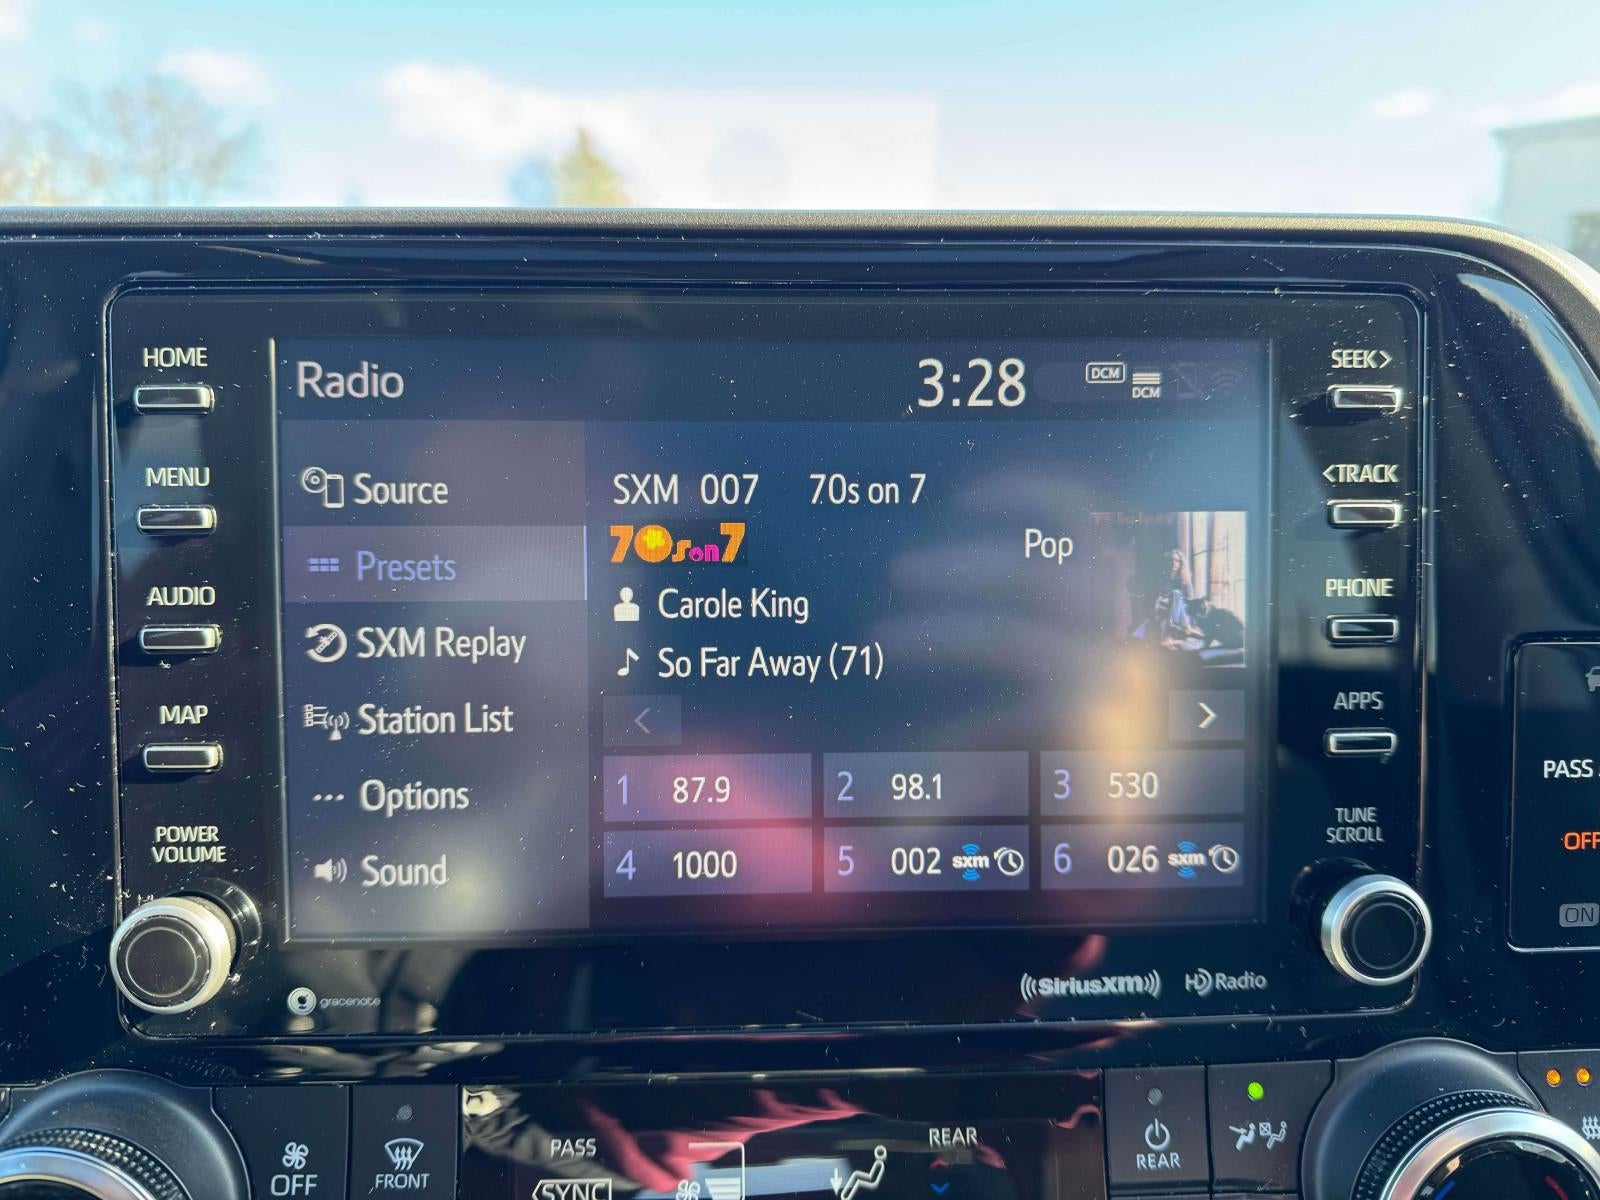 HOME
MENU
AUDIO
MAP
POWER
VOLUME
Radio
3:28
DCM
DCM
Source
Presets
SXM Replay
Station List
Options
Sound
SXM 007 70s on 7
70s on 7
Pop
Carole King
So Far Away (71)
<
>
1 87.9
2 98.1
3 530
4 1000
5 002 sxm
6 026 sxm
SEEK>
<TRACK
PHONE
APPS
TUNE
SCROLL
gracenote
((SiriusXM))
HD Radio
PASS
OFF
ON
OFF
FRONT
PASS
<SYNC
REAR
REAR